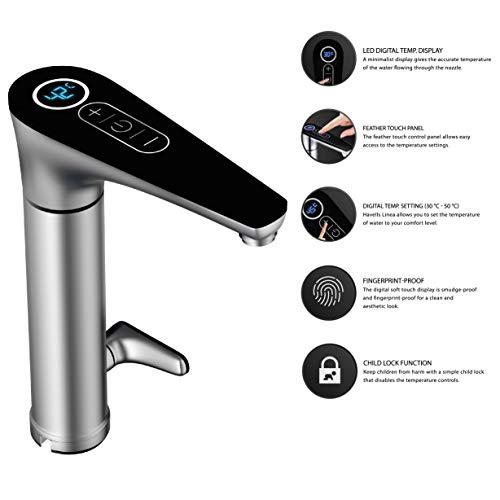 42°C
+
—
LED DIGITAL TEMP. DISPLAY
A minimalist display gives the accurate temperature
of the water flowing through the nozzle.
FEATHER TOUCH PANEL
The feather touch control panel allows easy
access to the temperature settings.
DIGITAL TEMP. SETTING (30 °C - 50 °C)
Havells Linea allows you to set the temperature
of water to your comfort level.
FINGERPRINT-PROOF
The digital soft touch display is smudge-proof
and fingerprint-proof for a clean and
aesthetic look.
CHILD LOCK FUNCTION
Keep children from harm with a simple child lock
that disables the temperature controls.